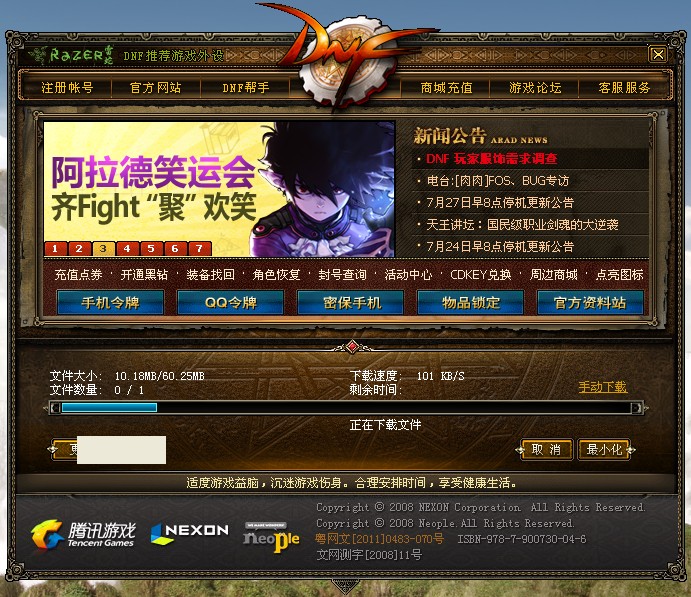 DNF
RAZER DNF推荐游戏外设
注册帐号 官方网站 DNF帮手 商城充值 游戏论坛 客服服务
阿拉德笑运会
齐Fight“聚”欢笑
1 2 3 4 5 6 7
新闻公告 ARAD NEWS
· DNF 玩家服饰需求调查
· 电台:[肉肉]FOS、BUG专访
· 7月27日早8点停机更新公告
· 天王讲坛：国民级职业剑魂的大逆袭
· 7月24日早8点停机更新公告
充值点券 · 开通黑钻 · 装备找回 · 角色恢复 · 封号查询 · 活动中心 · CDKEY兑换 · 周边商城 · 点亮图标
手机令牌 QQ令牌 密保手机 物品锁定 官方资料站
文件大小: 10.18MB/60.25MB 下载速度: 101 KB/S
文件数量: 0 / 1 剩余时间:
手动下载
正在下载文件
取 消 最小化
适度游戏益脑，沉迷游戏伤身。合理安排时间，享受健康生活。
腾讯游戏
Tencent Games
NEXON
neople
Copyright © 2008 NEXON Corporation. All Rights Reserved.
Copyright © 2008 Neople.All Rights Reserved.
粤网文[2011]0483-070号 ISBN-978-7-900730-04-6
文网测字[2008]11号